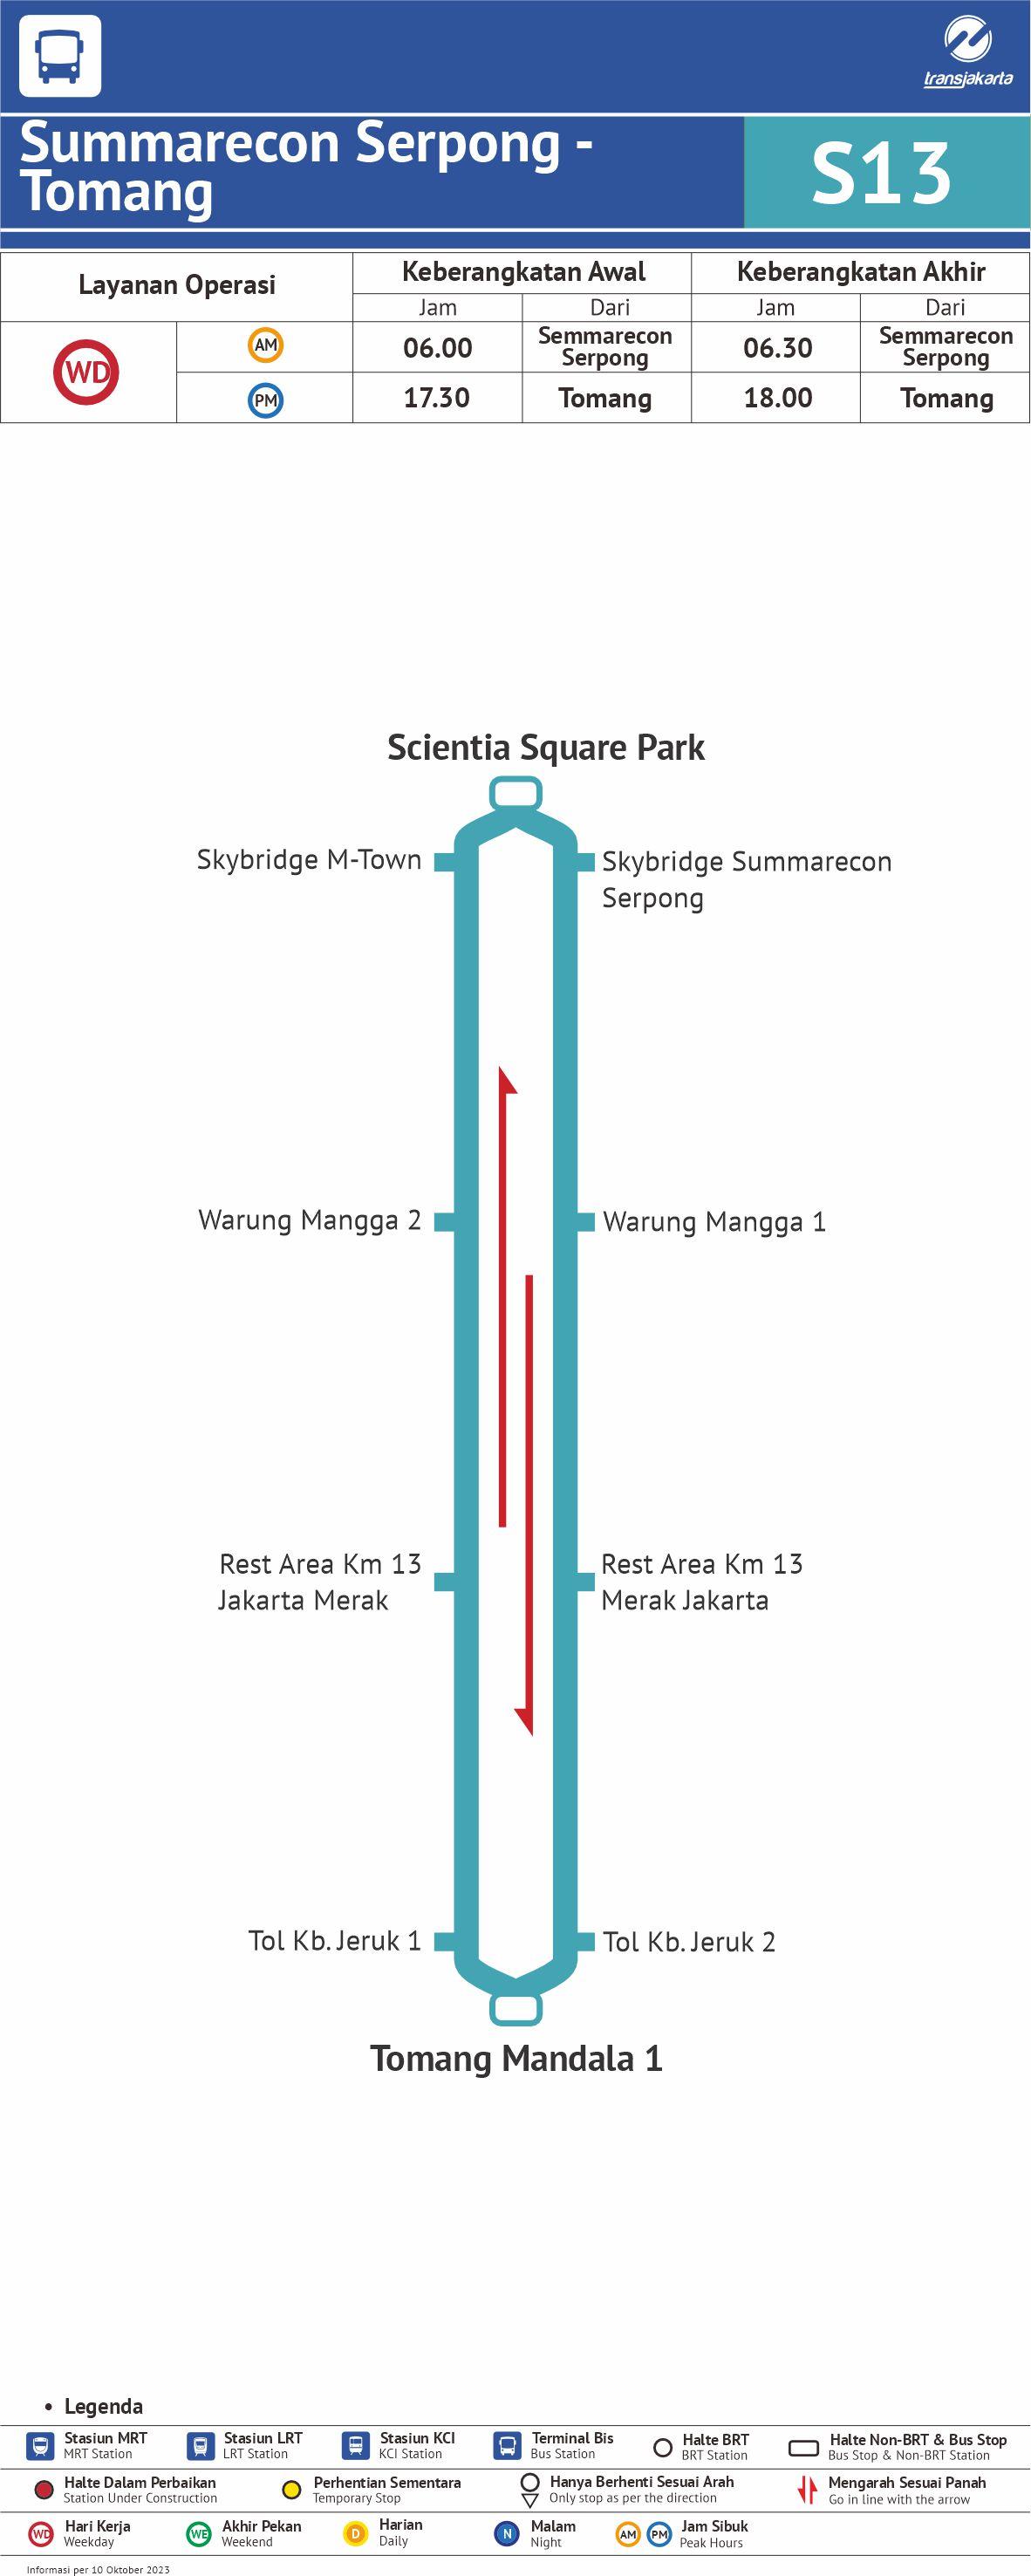 transjakarta
Summarecon Serpong -
Tomang
S13
Layanan Operasi
Keberangkatan Awal
Keberangkatan Akhir
Jam
Dari
Jam
Dari
WD
AM
06.00
Semmarecon
Serpong
06.30
Semmarecon
Serpong
PM
17.30
Tomang
18.00
Tomang
Scientia Square Park
Skybridge M-Town
Skybridge Summarecon
Serpong
Warung Mangga 2
Warung Mangga 1
Rest Area Km 13
Jakarta Merak
Rest Area Km 13
Merak Jakarta
Tol Kb. Jeruk 1
Tol Kb. Jeruk 2
Tomang Mandala 1
• Legenda
Stasiun MRT
MRT Station
Stasiun LRT
LRT Station
Stasiun KCI
KCI Station
Terminal Bis
Bus Station
Halte BRT
BRT Station
Halte Non-BRT & Bus Stop
Bus Stop & Non-BRT Station
Halte Dalam Perbaikan
Station Under Construction
Perhentian Sementara
Temporary Stop
Hanya Berhenti Sesuai Arah
Only stop as per the direction
Mengarah Sesuai Panah
Go in line with the arrow
WD
Hari Kerja
Weekday
WE
Akhir Pekan
Weekend
D
Harian
Daily
N
Malam
Night
AM
PM
Jam Sibuk
Peak Hours
Informasi per 10 Oktober 2023